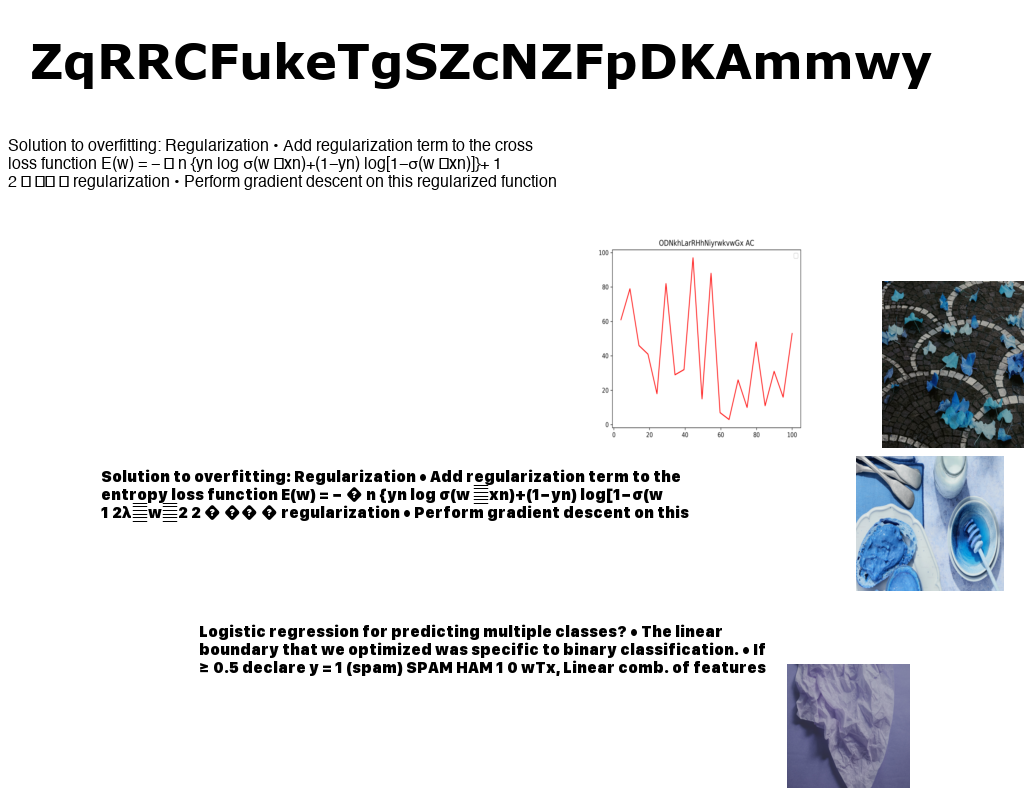 ZqRRCFukeTgSZcNZFpDKAmmwy
Solution to overfitting: Regularization • Add regularization term to the cross
loss function E(w) = − □ n {yn log σ(w □xn)+(1−yn) log[1−σ(w □xn)]}+ 1
2 □ □□ □ regularization • Perform gradient descent on this regularized function
ODNkhLarRHhNiyrwkvwGx AC
100
80
60
40
20
0
0 20 40 60 80 100
Solution to overfitting: Regularization • Add regularization term to the
entropy loss function E(w) = − � n {yn log σ(w ▒xn)+(1−yn) log[1−σ(w
1 2λ▒w▒2 2 � � � � regularization • Perform gradient descent on this
Logistic regression for predicting multiple classes? • The linear
boundary that we optimized was specific to binary classification. • If
≥ 0.5 declare y = 1 (spam) SPAM HAM 1 0 wTx, Linear comb. of features